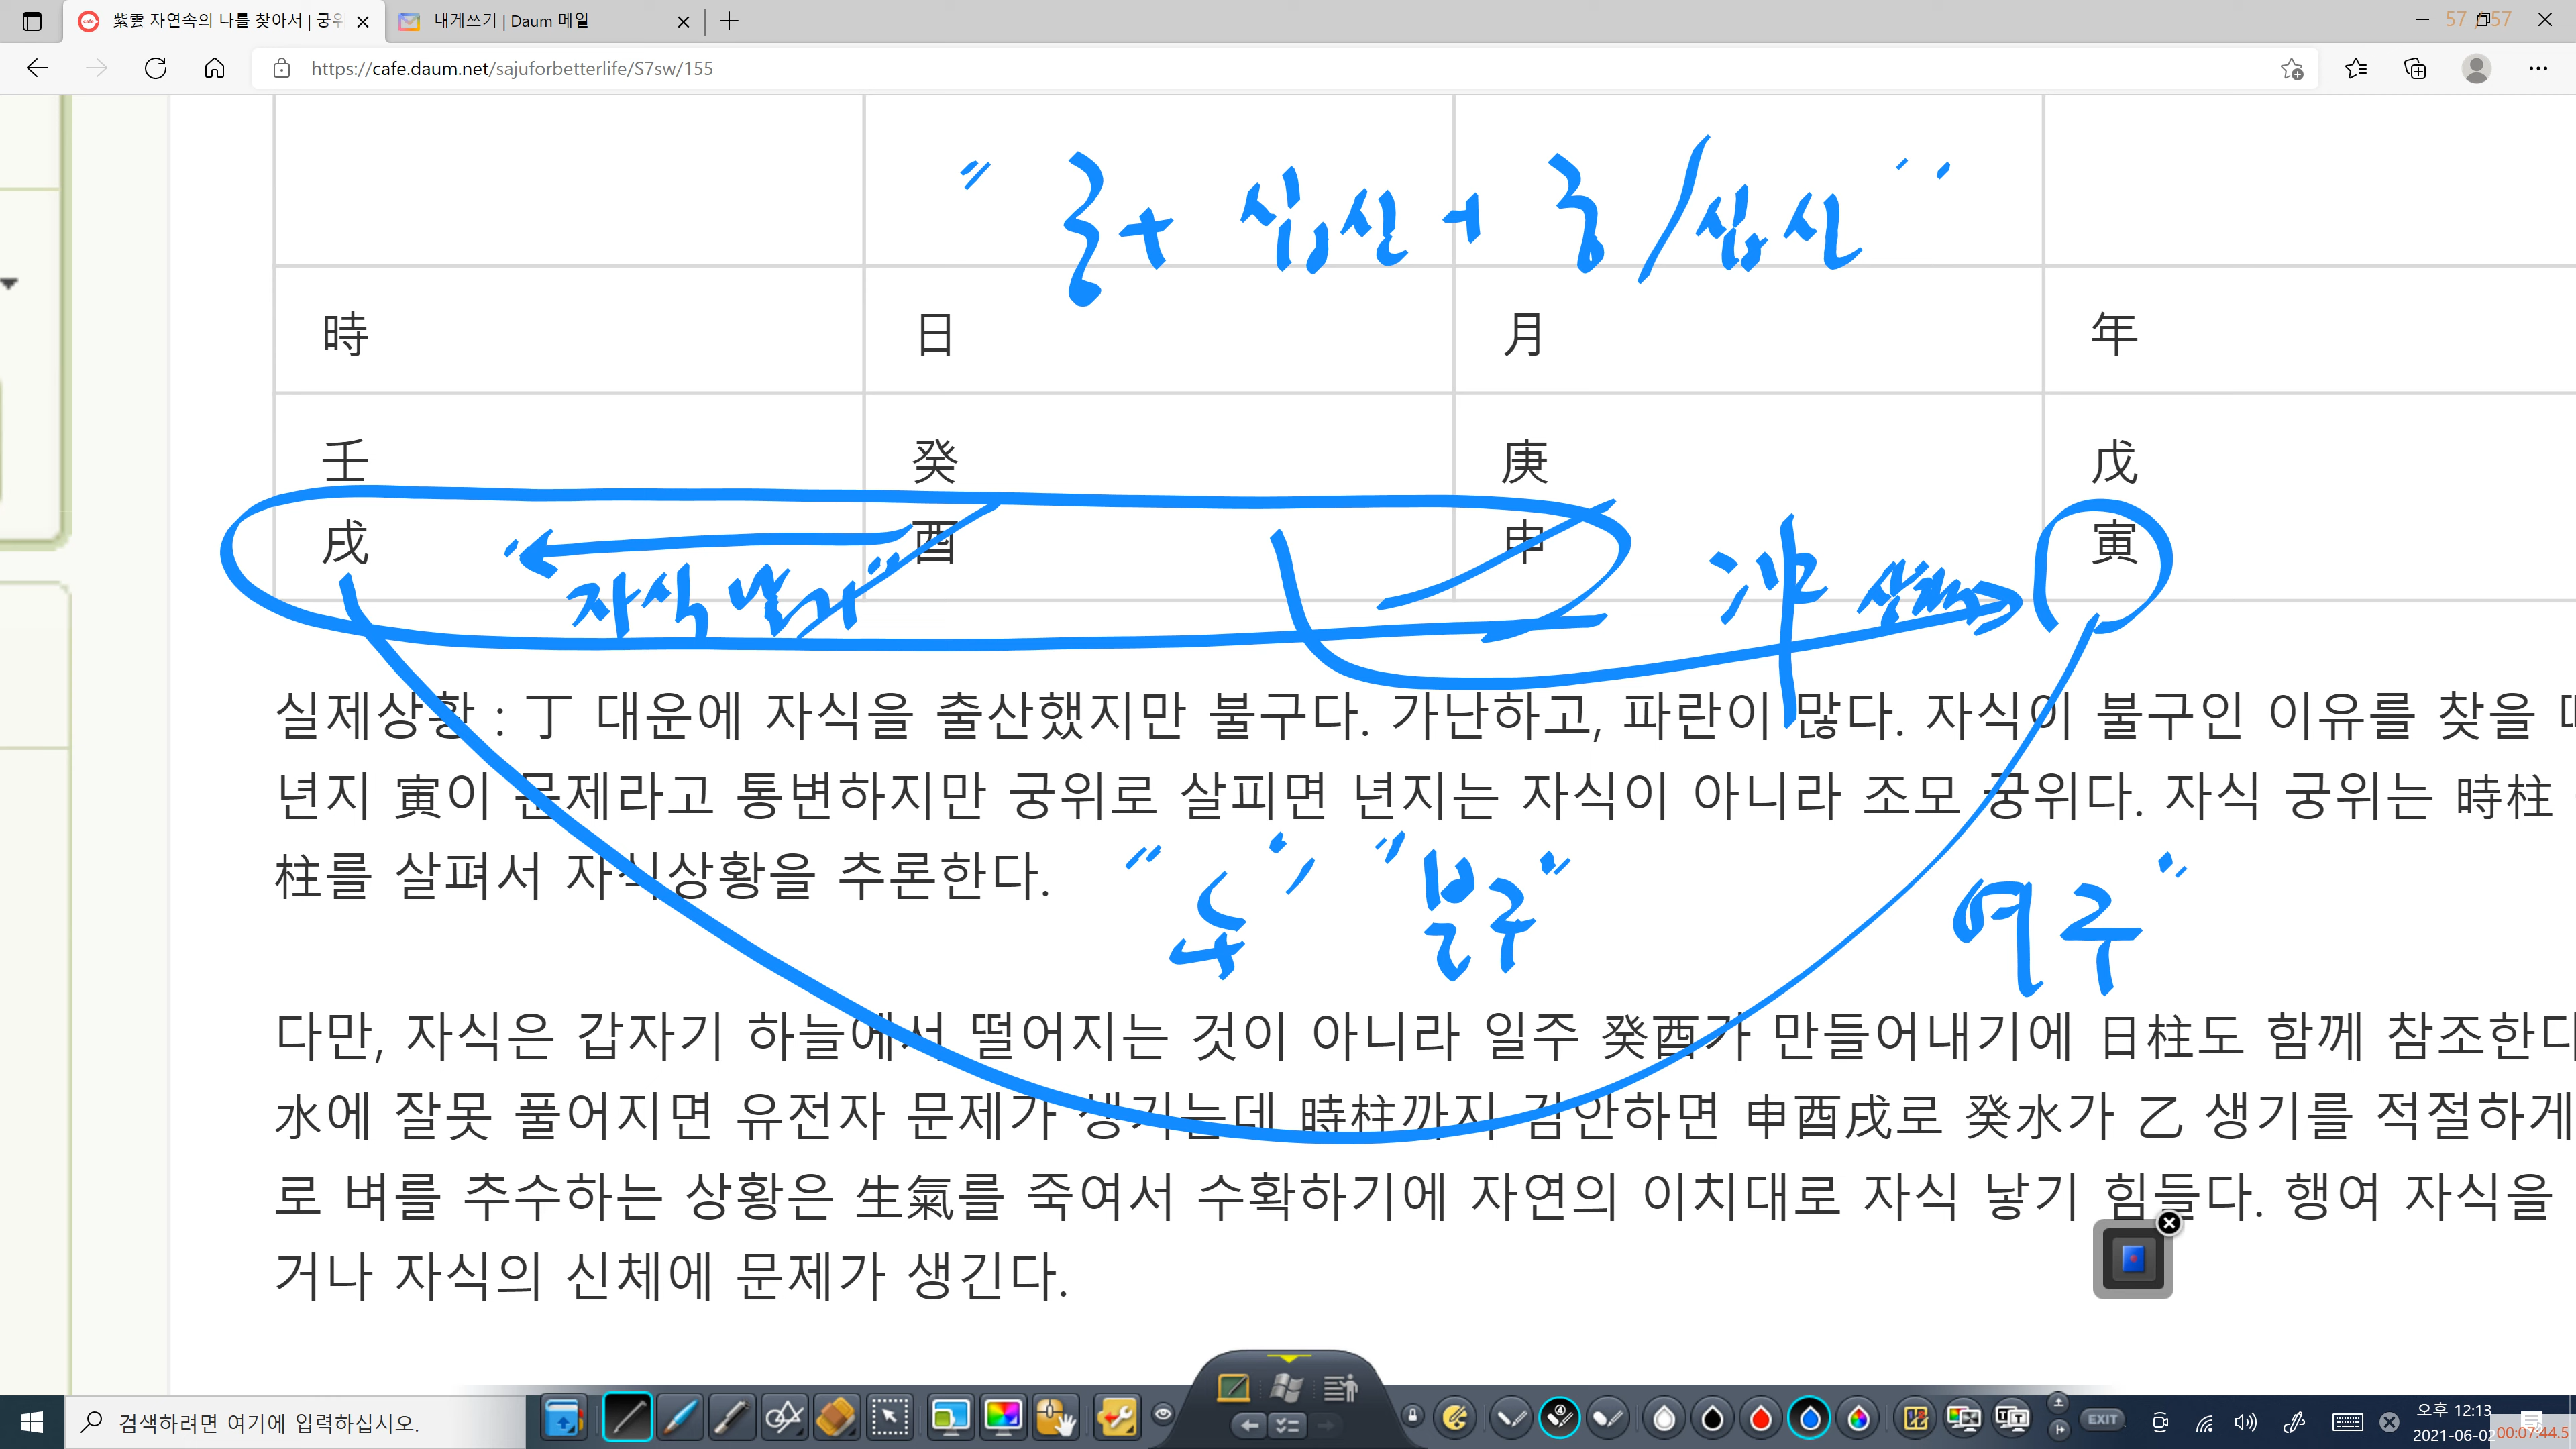 紫雲 자연속의 나를 찾아서 | 궁위
내게쓰기 | Daum 메일
57 / 57
https://cafe.daum.net/sajuforbetterlife/S7sw/155
십신 + 궁/십신
時 日 月 年
壬 癸 庚 戊
戌 酉 申 寅
자식 발가
沖
실제상황 : 丁 대운에 자식을 출산했지만 불구다. 가난하고, 파란이 많다. 자식이 불구인 이유를 찾을
년지 寅이 문제라고 통변하지만 궁위로 살피면 년지는 자식이 아니라 조모 궁위다. 자식 궁위는 時柱
柱를 살펴서 자식상황을 추론한다.
다만, 자식은 갑자기 하늘에서 떨어지는 것이 아니라 일주 癸酉가 만들어내기에 日柱도 함께 참조한다
水에 잘못 풀어지면 유전자 문제가 생기는데 時柱까지 감안하면 申酉戌로 癸水가 乙 생기를 적절하게
로 벼를 추수하는 상황은 生氣를 죽여서 수확하기에 자연의 이치대로 자식 낳기 힘들다. 행여 자식을
거나 자식의 신체에 문제가 생긴다.
검색하려면 여기에 입력하십시오.
EXIT
오후 12:13
2021-06-02
00:07:44.5